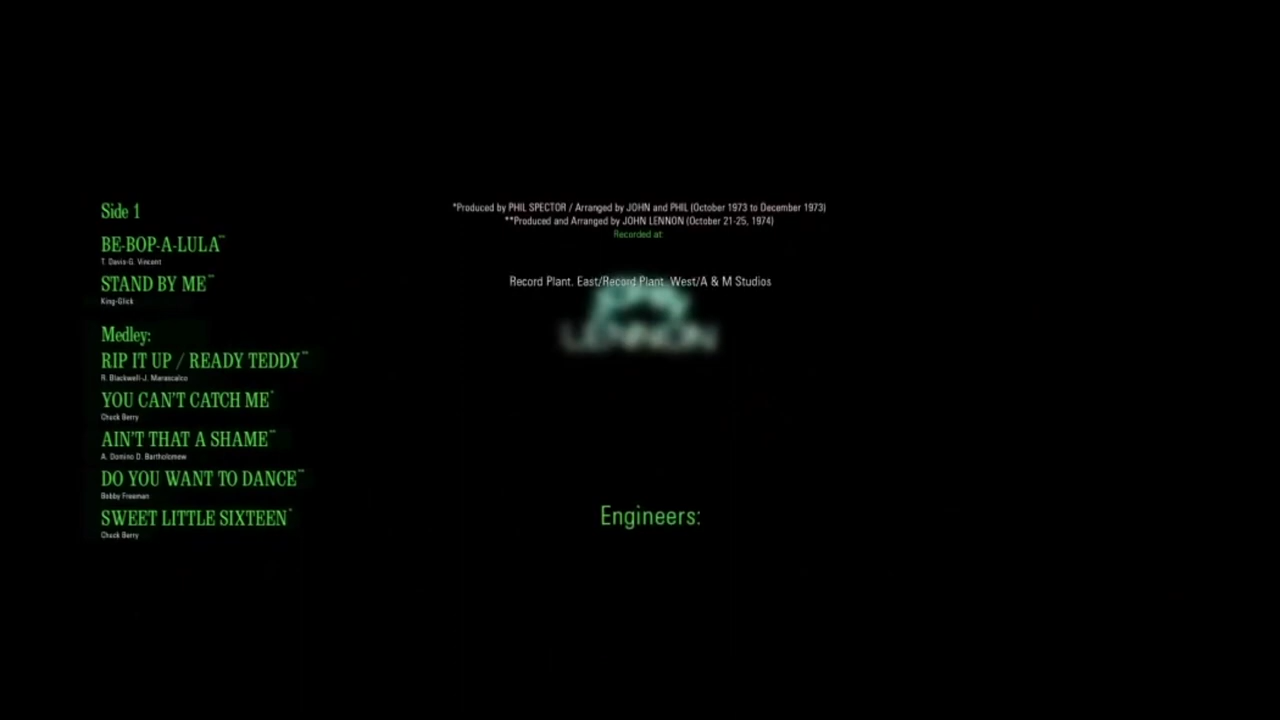 Side 1
BE-BOP-A-LULA**
T. Davis-G. Vincent
STAND BY ME**
King-Glick
Medley:
RIP IT UP / READY TEDDY**
R. Blackwell-J. Marascalco
YOU CAN'T CATCH ME*
Chuck Berry
AIN'T THAT A SHAME**
A. Domino D. Bartholomew
DO YOU WANT TO DANCE**
Bobby Freeman
SWEET LITTLE SIXTEEN*
Chuck Berry
*Produced by PHIL SPECTOR / Arranged by JOHN and PHIL (October 1973 to December 1973)
**Produced and Arranged by JOHN LENNON (October 21-25, 1974)
Recorded at:
Record Plant. East/Record Plant. West/A & M Studios
LENNON
Engineers: